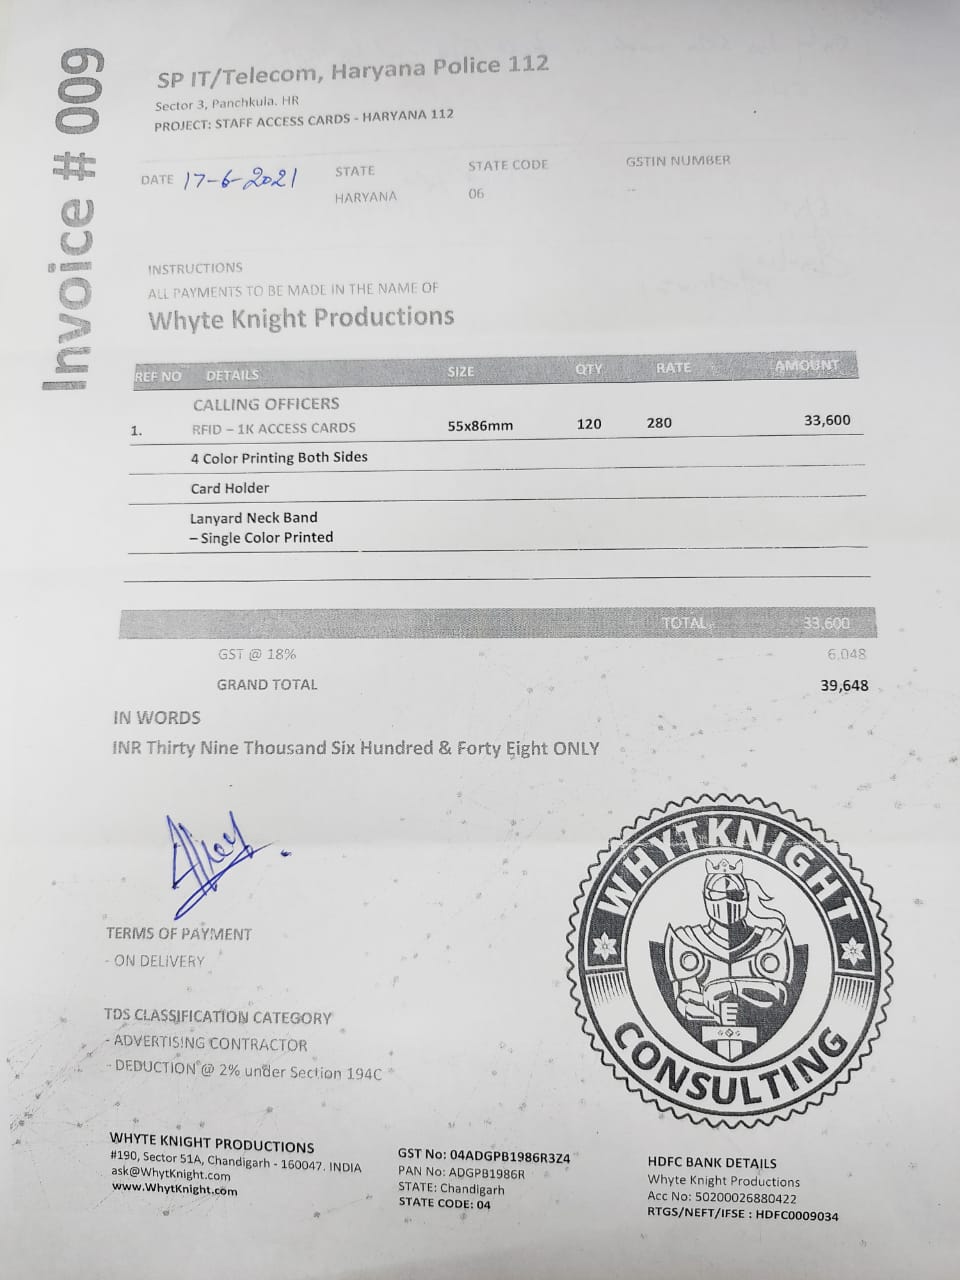 Invoice # 009
SP IT/Telecom, Haryana Police 112
Sector 3, Panchkula. HR
PROJECT: STAFF ACCESS CARDS - HARYANA 112
DATE 17-6-2021 STATE STATE CODE GSTIN NUMBER
HARYANA 06 --
INSTRUCTIONS
ALL PAYMENTS TO BE MADE IN THE NAME OF
Whyte Knight Productions
REF NO DETAILS SIZE QTY RATE AMOUNT
CALLING OFFICERS
1. RFID – 1K ACCESS CARDS 55x86mm 120 280 33,600
4 Color Printing Both Sides
Card Holder
Lanyard Neck Band
– Single Color Printed
TOTAL 33,600
GST @ 18% 6,048
GRAND TOTAL 39,648
IN WORDS
INR Thirty Nine Thousand Six Hundred & Forty Eight ONLY
TERMS OF PAYMENT
- ON DELIVERY
TDS CLASSIFICATION CATEGORY
- ADVERTISING CONTRACTOR
- DEDUCTION @ 2% under Section 194C
WHYTKNIGHT
CONSULTING
WHYTE KNIGHT PRODUCTIONS
#190, Sector 51A, Chandigarh - 160047. INDIA
ask@WhytKnight.com
www.WhytKnight.com
GST No: 04ADGPB1986R3Z4
PAN No: ADGPB1986R
STATE: Chandigarh
STATE CODE: 04
HDFC BANK DETAILS
Whyte Knight Productions
Acc No: 50200026880422
RTGS/NEFT/IFSE : HDFC0009034